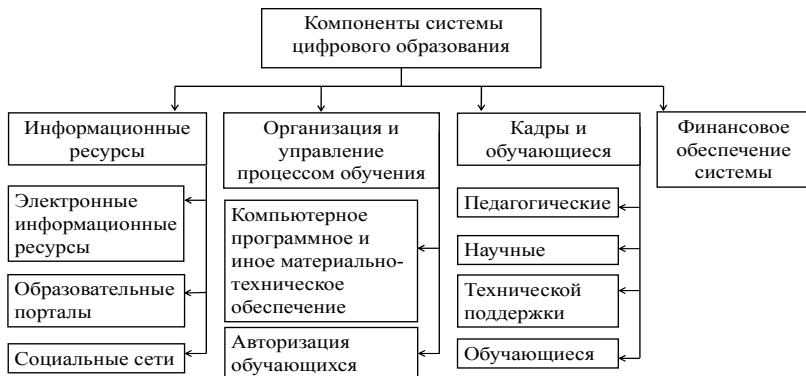 Компоненты системы
цифрового образования
Информационные
ресурсы
Организация и
управление
процессом обучения
Кадры и
обучающиеся
Финансовое
обеспечение
системы
Электронные
информационные
ресурсы
Образовательные
порталы
Социальные сети
Компьютерное
программное и
иное материально-
техническое
обеспечение
Авторизация
обучающихся
Педагогические
Научные
Технической
поддержки
Обучающиеся